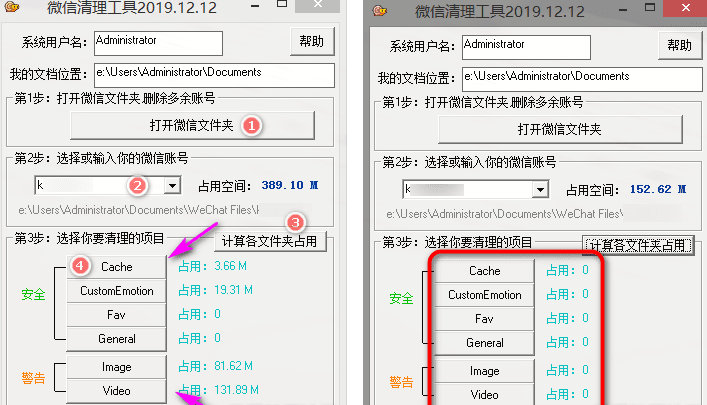 微信清理工具2019.12.12
系统用户名： Administrator 帮助
我的文档位置： e:\Users\Administrator\Documents
第1步：打开微信文件夹.删除多余账号
打开微信文件夹 1
第2步：选择或输入你的微信账号
k 2 占用空间： 389.10 M
e:\Users\Administrator\Documents\WeChat Files\
3
第3步：选择你要清理的项目 计算各文件夹占用
4 Cache 占用：3.66 M
CustomEmotion 占用：19.31 M
安全
Fav 占用：0
General 占用：0
Image 占用：81.62 M
警告
Video 占用：131.89 M
微信清理工具2019.12.12
系统用户名： Administrator 帮助
我的文档位置： e:\Users\Administrator\Documents
第1步：打开微信文件夹.删除多余账号
打开微信文件夹
第2步：选择或输入你的微信账号
k 占用空间： 152.62 M
e:\Users\Administrator\Documents\WeChat Files\
第3步：选择你要清理的项目 计算各文件夹占用
Cache 占用：0
CustomEmotion 占用：0
安全
Fav 占用：0
General 占用：0
Image 占用：0
警告
Video 占用：0